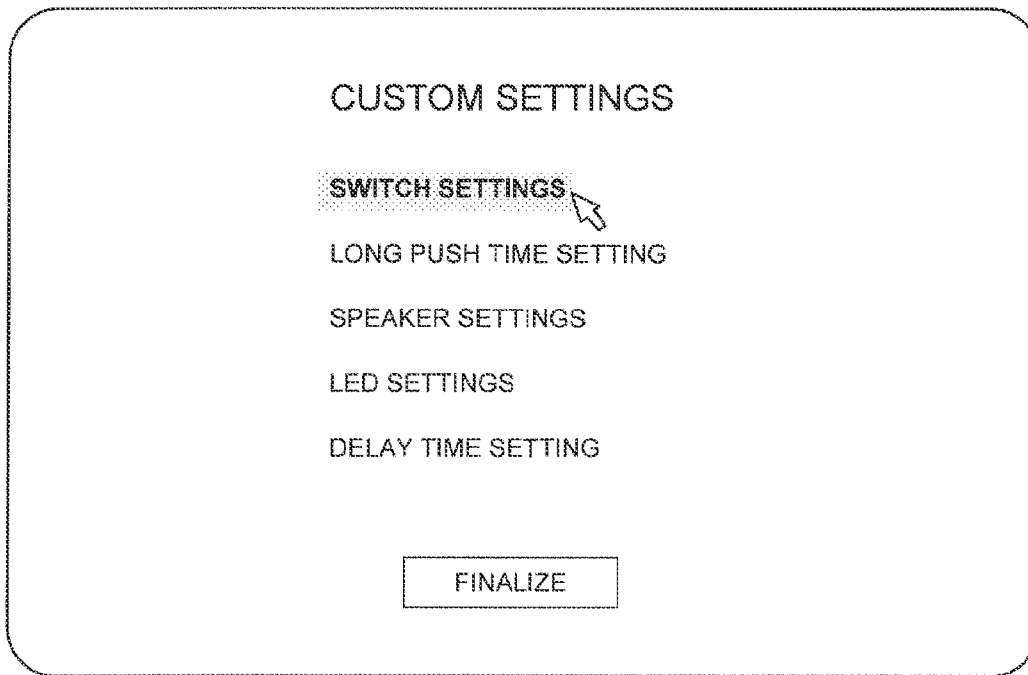 CUSTOM SETTINGS
SWITCH SETTINGS
LONG PUSH TIME SETTING
SPEAKER SETTINGS
LED SETTINGS
DELAY TIME SETTING
FINALIZE